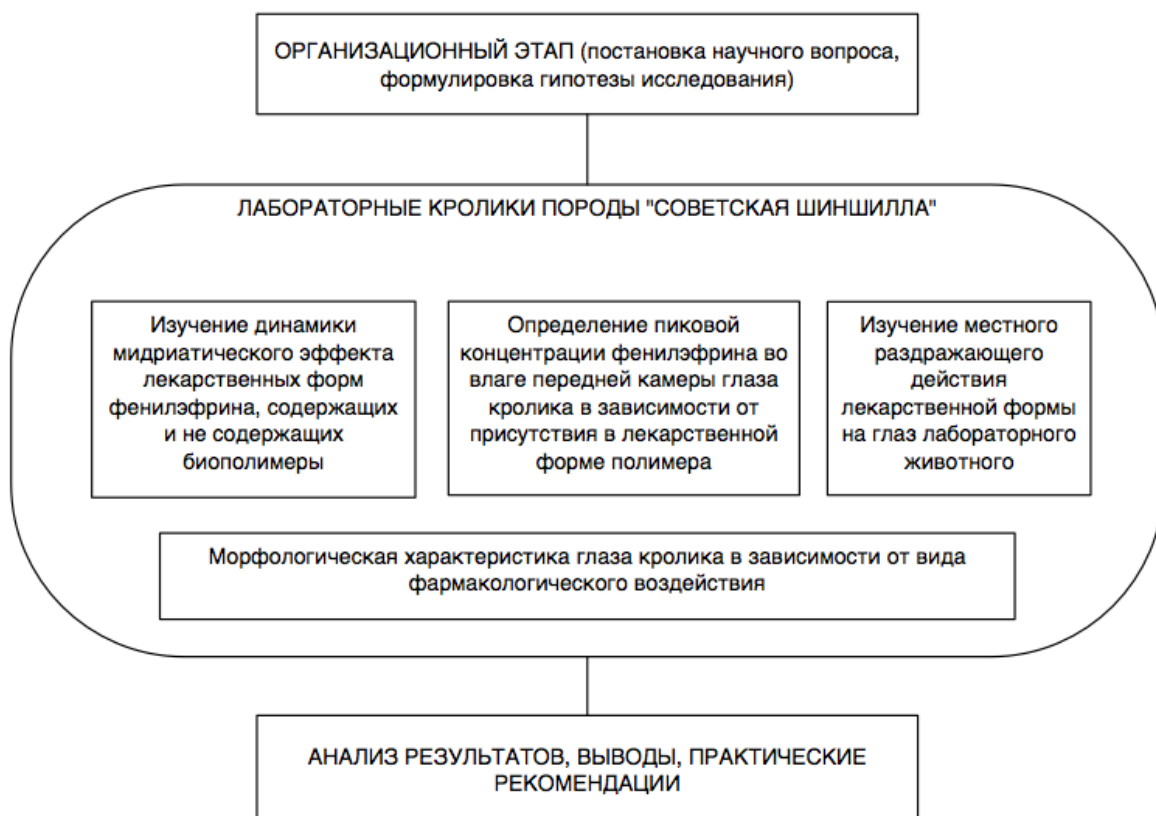 ОРГАНИЗАЦИОННЫЙ ЭТАП (постановка научного вопроса,
формулировка гипотезы исследования)
ЛАБОРАТОРНЫЕ КРОЛИКИ ПОРОДЫ "СОВЕТСКАЯ ШИНШИЛЛА"
Изучение динамики
мидриатического эффекта
лекарственных форм
фенилэфрина, содержащих
и не содержащих
биополимеры
Определение пиковой
концентрации фенилэфрина во
влаге передней камеры глаза
кролика в зависимости от
присутствия в лекарственной
форме полимера
Изучение местного
раздражающего
действия
лекарственной формы
на глаз лабораторного
животного
Морфологическая характеристика глаза кролика в зависимости от вида
фармакологического воздействия
АНАЛИЗ РЕЗУЛЬТАТОВ, ВЫВОДЫ, ПРАКТИЧЕСКИЕ
РЕКОМЕНДАЦИИ